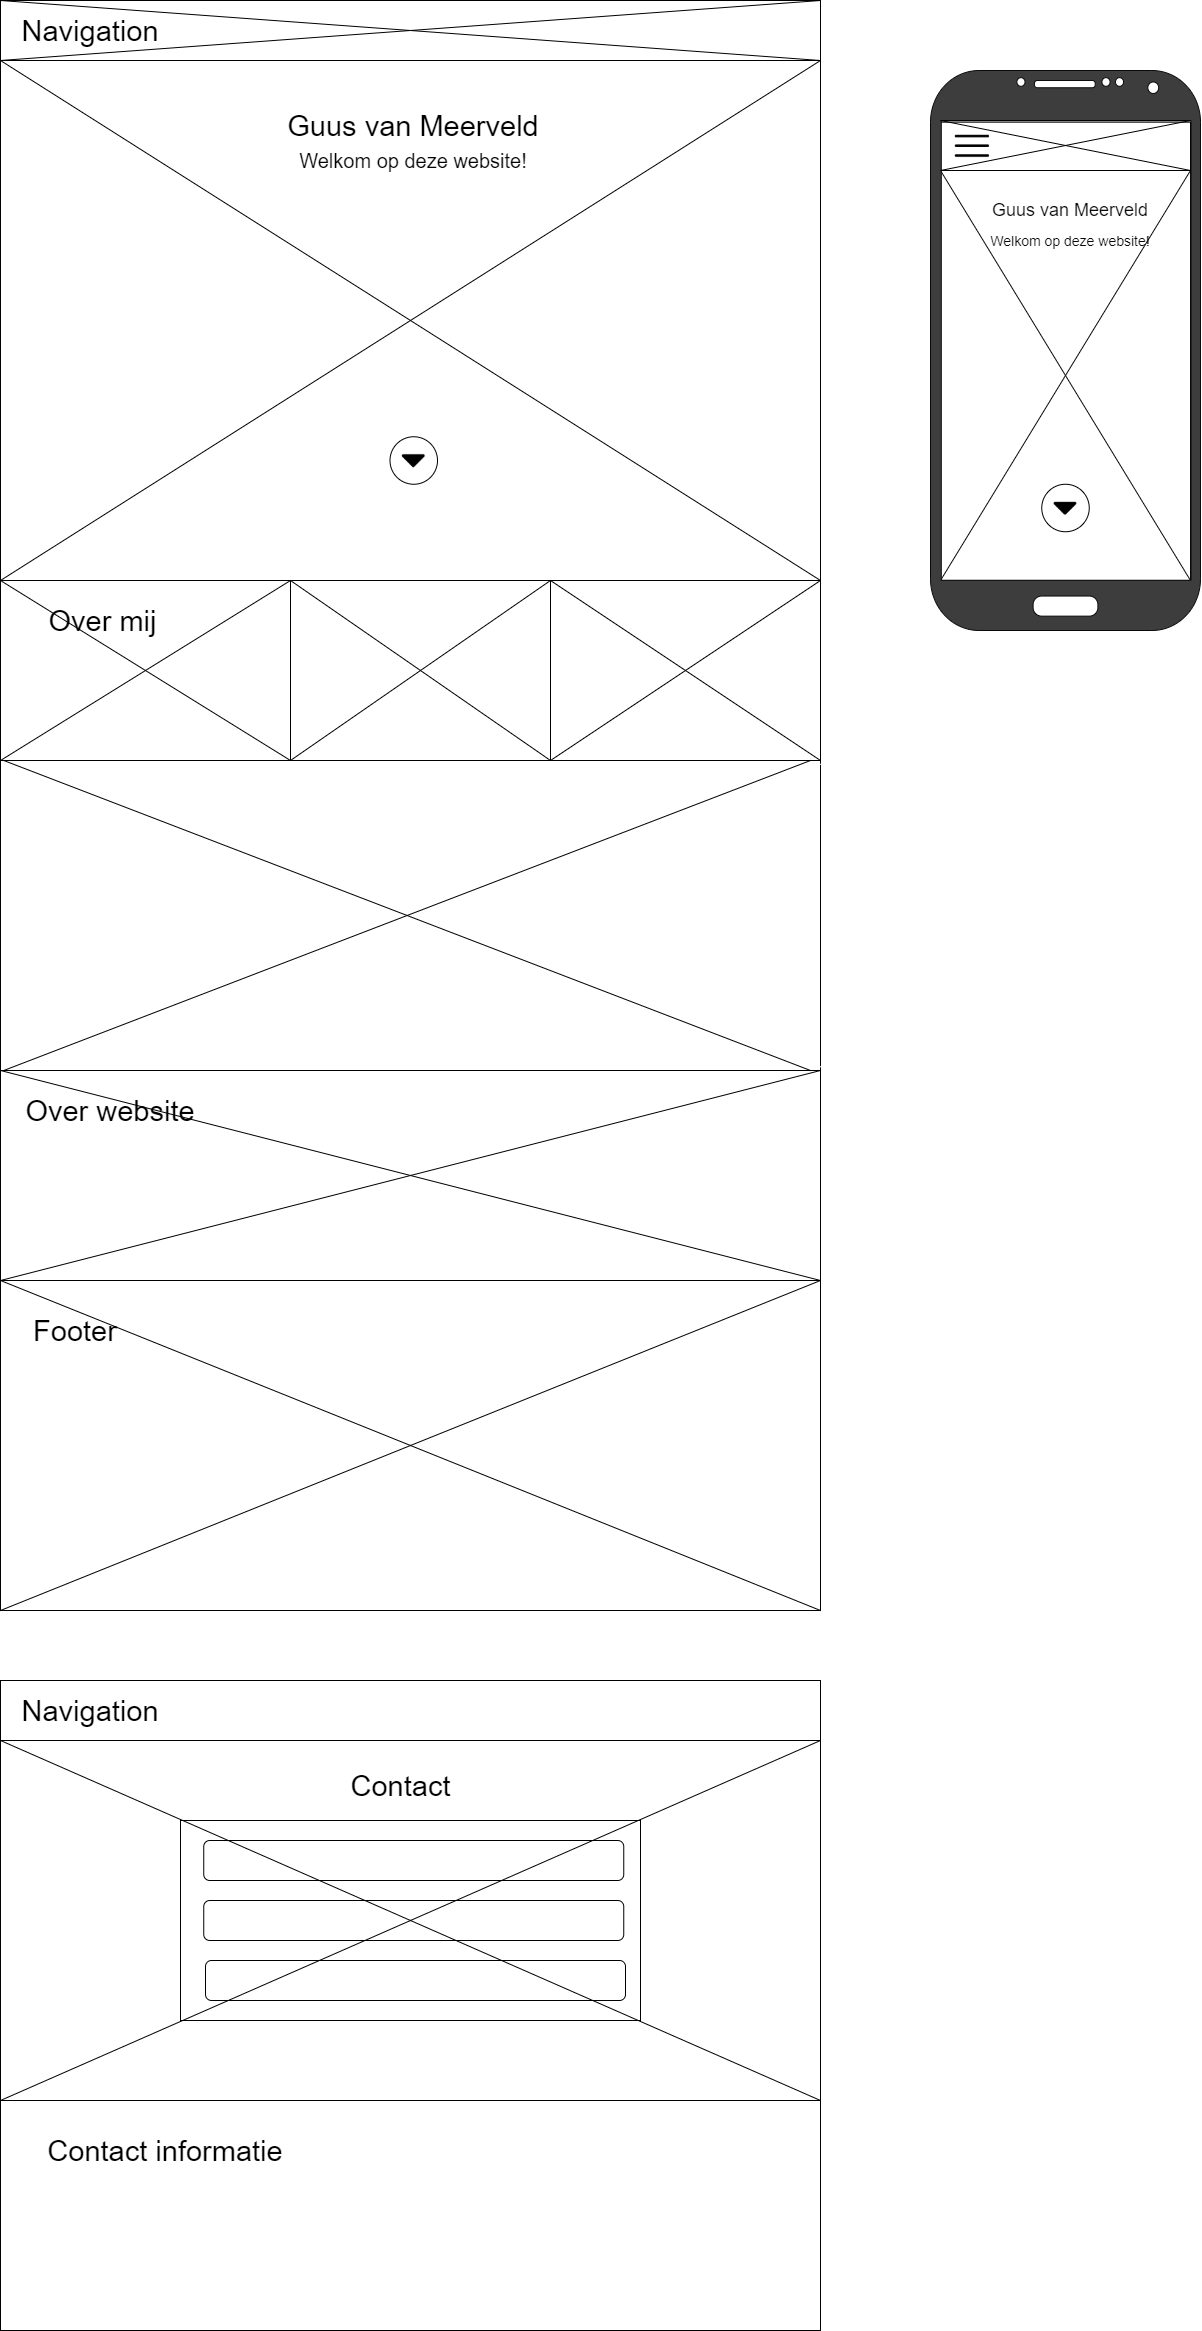 Navigation
Guus van Meerveld
Welkom op deze website!
Guus van Meerveld
Welkom op deze website!
Over mij
Over website
Footer
Navigation
Contact
Contact informatie